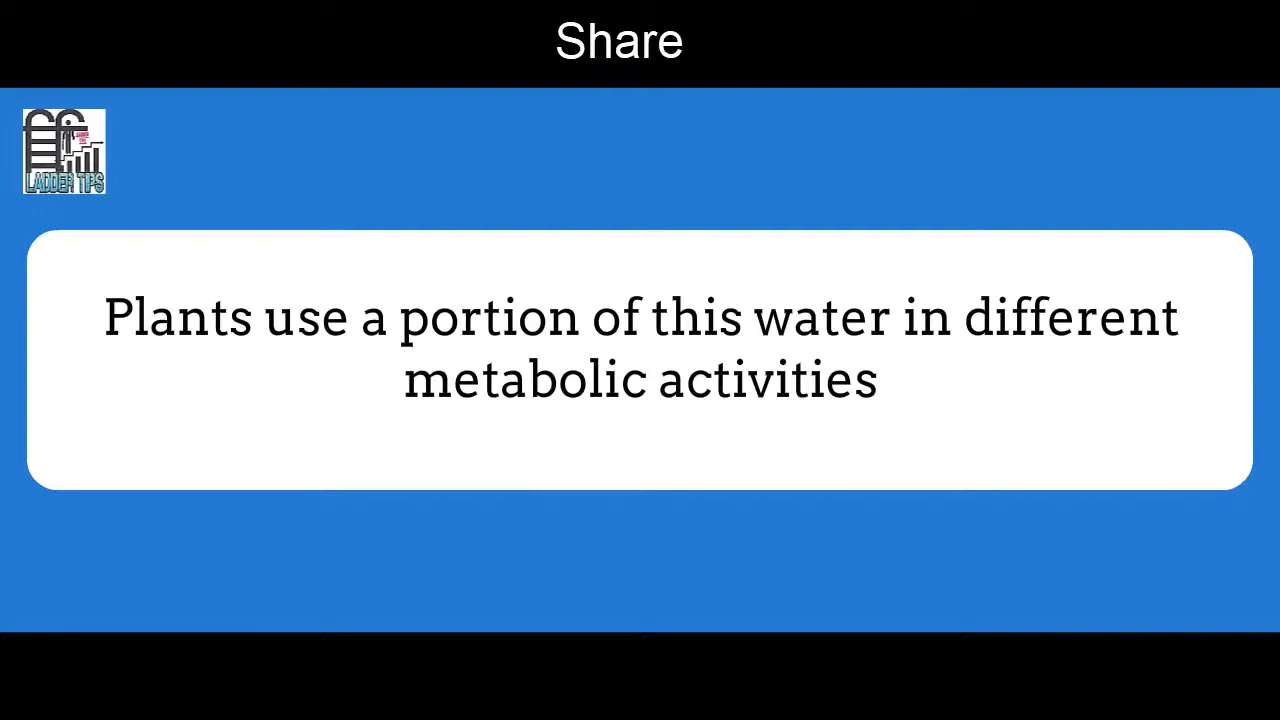 Share
LADDER TIPS
Plants use a portion of this water in different
metabolic activities